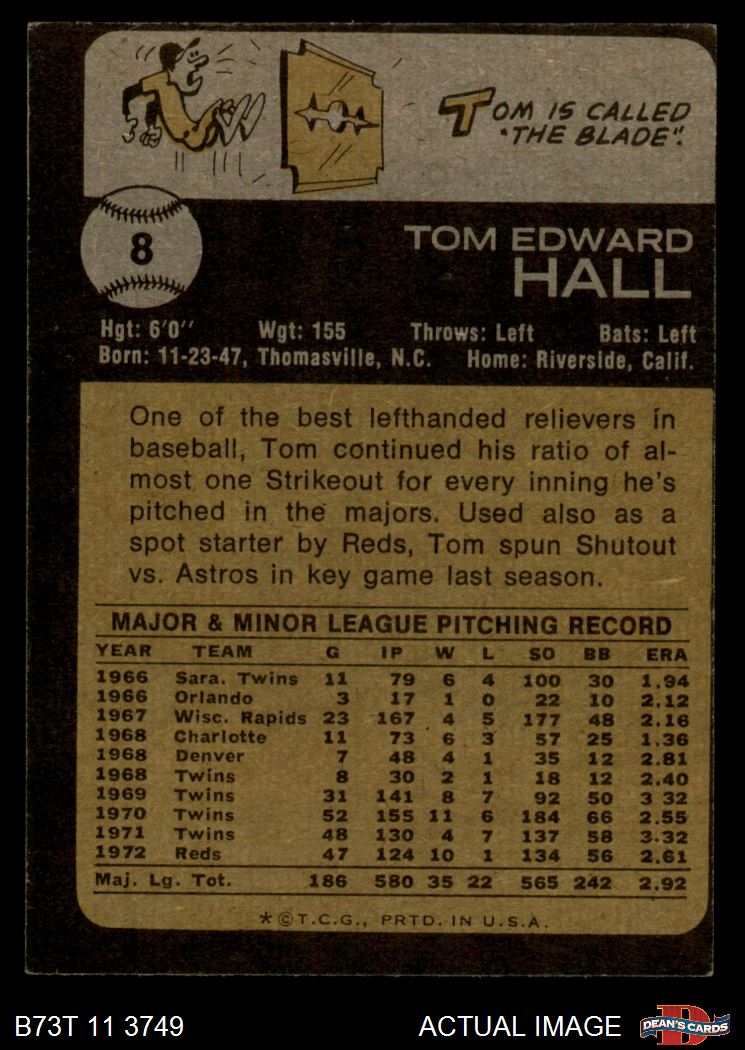 TOM IS CALLED
"THE BLADE".
8
TOM EDWARD
HALL
Hgt: 6'0'' Wgt: 155 Throws: Left Bats: Left
Born: 11-23-47, Thomasville, N.C. Home: Riverside, Calif.
One of the best lefthanded relievers in
baseball, Tom continued his ratio of al-
most one Strikeout for every inning he's
pitched in the majors. Used also as a
spot starter by Reds, Tom spun Shutout
vs. Astros in key game last season.
MAJOR & MINOR LEAGUE PITCHING RECORD
YEAR TEAM G IP W L SO BB ERA
1966 Sara. Twins 11 79 6 4 100 30 1.94
1966 Orlando 3 17 1 0 22 10 2.12
1967 Wisc. Rapids 23 167 4 5 177 48 2.16
1968 Charlotte 11 73 6 3 57 25 1.36
1968 Denver 7 48 4 1 35 12 2.81
1968 Twins 8 30 2 1 18 12 2.40
1969 Twins 31 141 8 7 92 50 3 32
1970 Twins 52 155 11 6 184 66 2.55
1971 Twins 48 130 4 7 137 58 3.32
1972 Reds 47 124 10 1 134 56 2.61
Maj. Lg. Tot. 186 580 35 22 565 242 2.92
*©T.C.G., PRTD. IN U.S.A.
B73T 11 3749 ACTUAL IMAGE DEAN'S CARDS